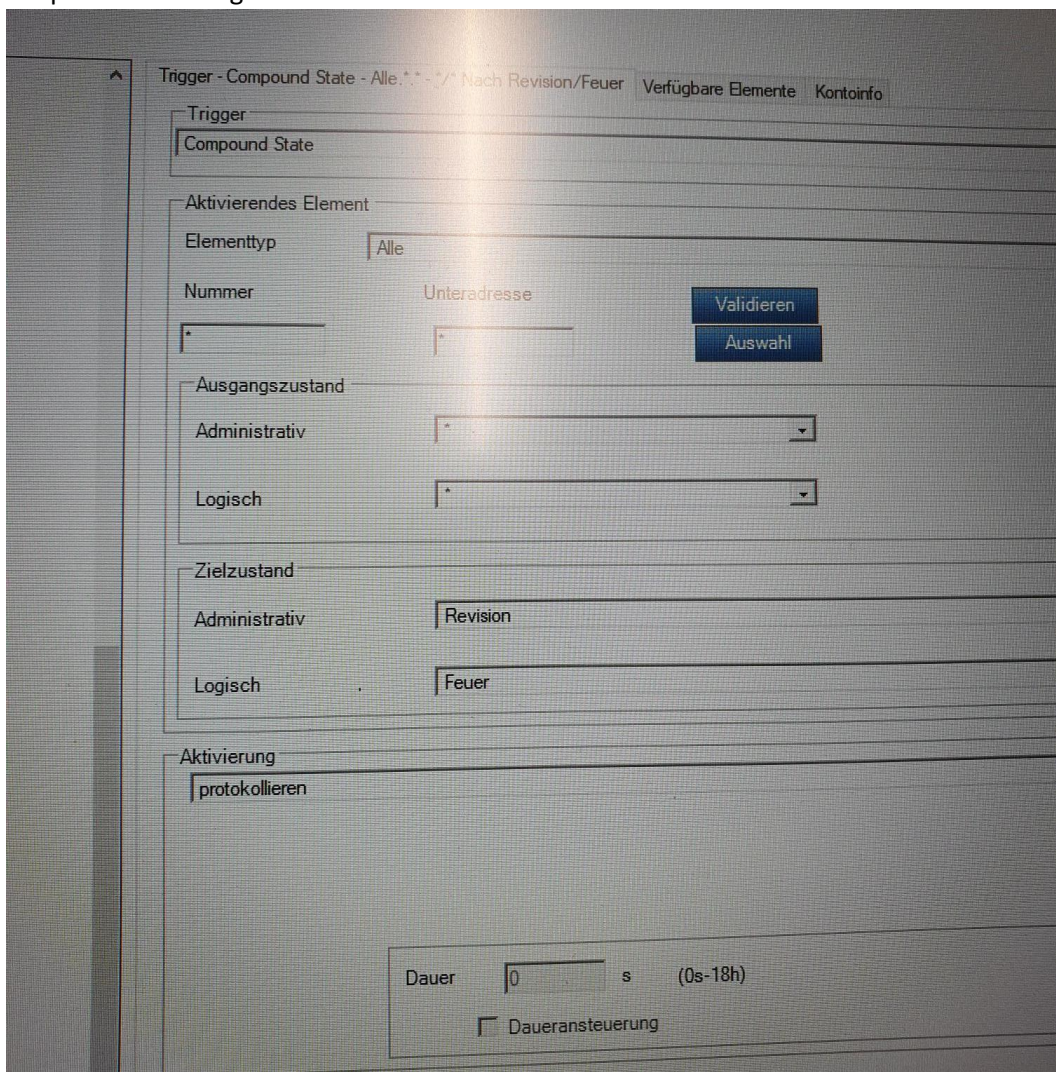 Trigger - Compound State - Alle.*.* - */* Nach Revision/Feuer Verfügbare Elemente Kontoinfo
Trigger
Compound State
Aktivierendes Element
Elementtyp Alle
Nummer Unteradresse Validieren
* * Auswahl
Ausgangszustand
Administrativ *
Logisch *
Zielzustand
Administrativ Revision
Logisch Feuer
Aktivierung
protokollieren
Dauer 0 s (0s-18h)
Daueransteuerung